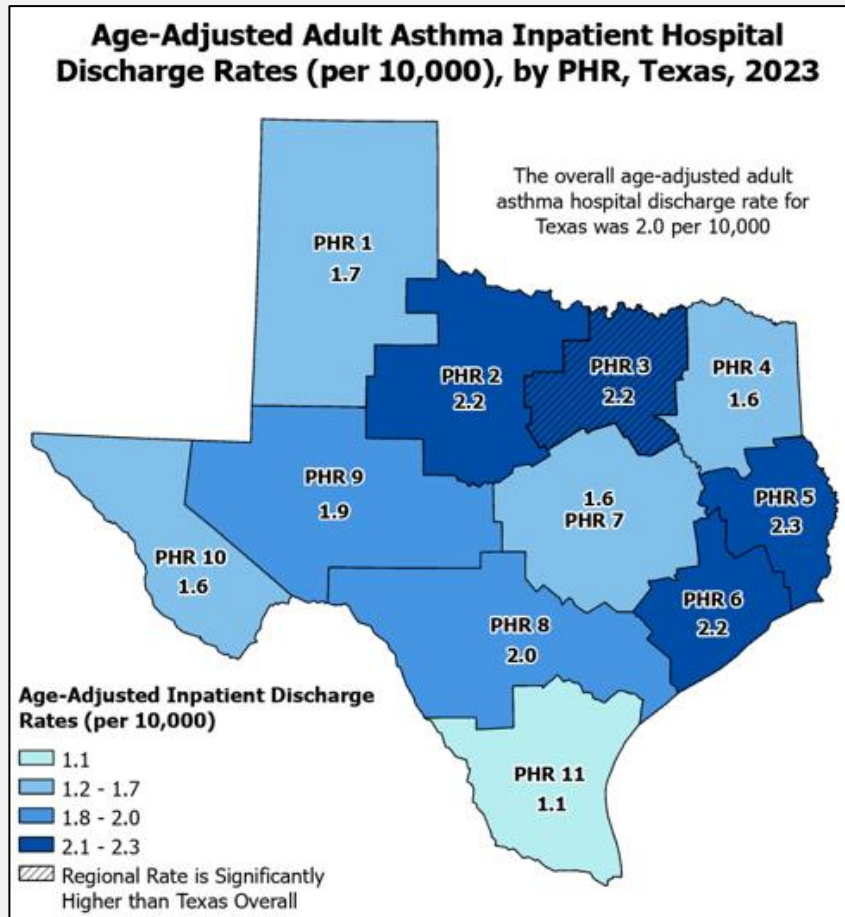 Age-Adjusted Adult Asthma Inpatient Hospital
Discharge Rates (per 10,000), by PHR, Texas, 2023
The overall age-adjusted adult
asthma hospital discharge rate for
Texas was 2.0 per 10,000
PHR 1
1.7
PHR 2
2.2
PHR 3
2.2
PHR 4
1.6
PHR 9
1.9
1.6
PHR 7
PHR 5
2.3
PHR 10
1.6
PHR 6
2.2
PHR 8
2.0
PHR 11
1.1
Age-Adjusted Inpatient Discharge
Rates (per 10,000)
1.1
1.2 - 1.7
1.8 - 2.0
2.1 - 2.3
Regional Rate is Significantly
Higher than Texas Overall